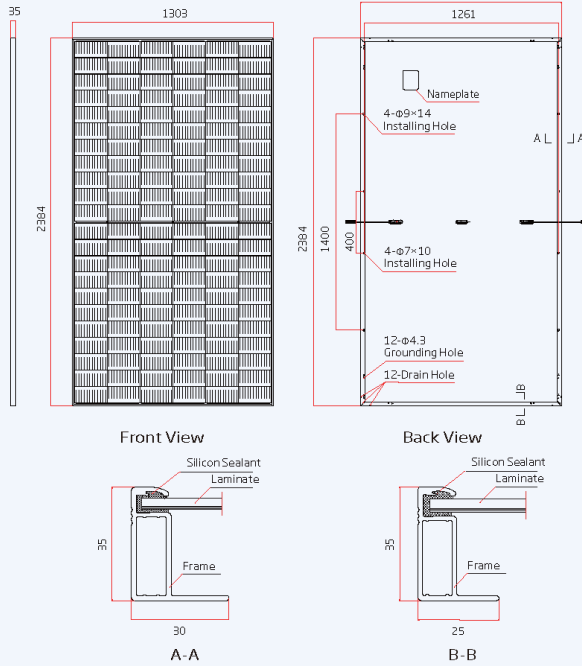 35
1303
2384
Front View
1261
Nameplate
4-Φ9×14
Installing Hole
A
A
2384
1400
400
4-Φ7×10
Installing Hole
12-Φ4.3
Grounding Hole
12-Drain Hole
B
B
Back View
Silicon Sealant
Laminate
35
Frame
30
A-A
Silicon Sealant
Laminate
35
Frame
25
B-B